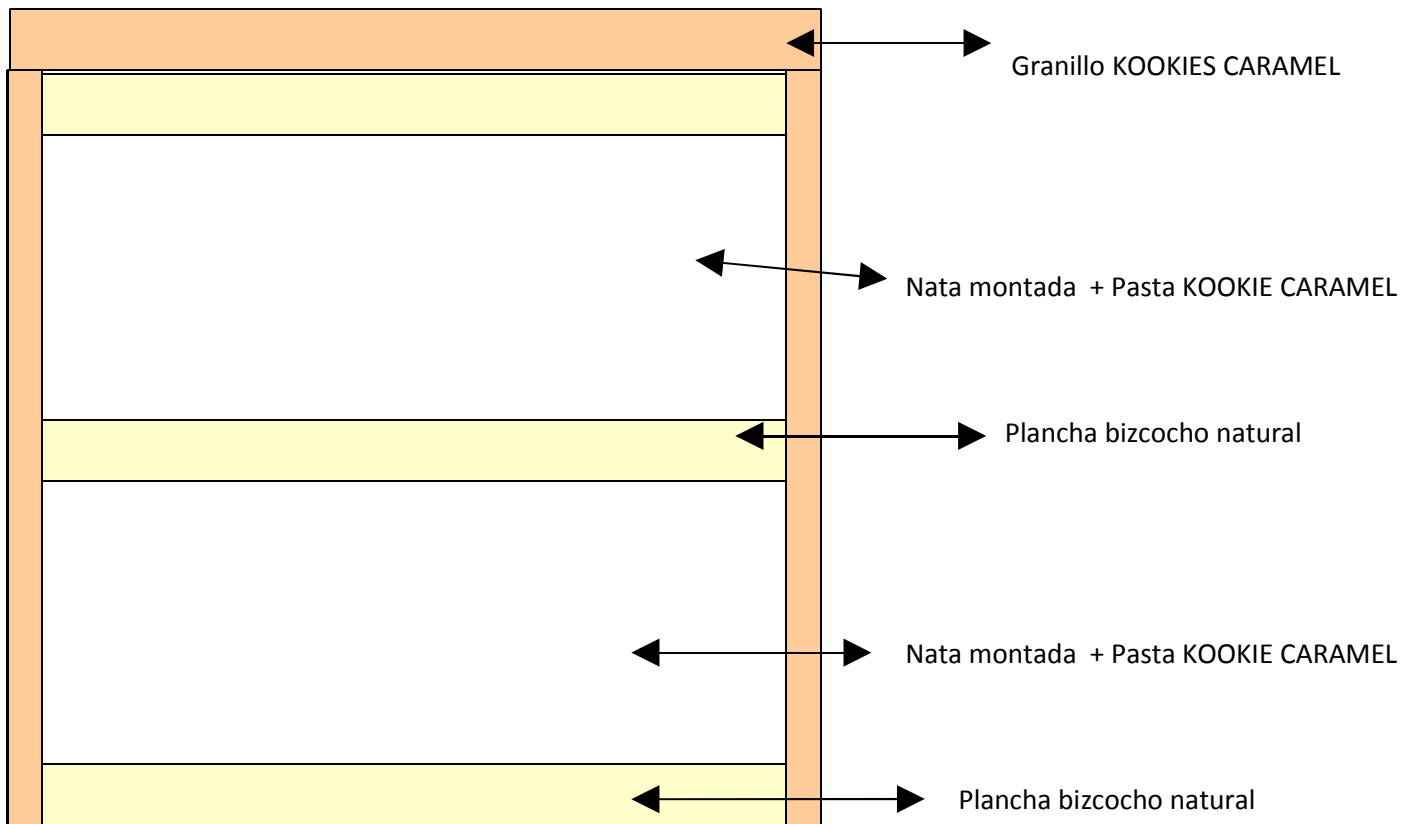 Granillo KOOKIES CARAMEL
Nata montada  + Pasta KOOKIE CARAMEL
Plancha bizcocho natural
Nata montada  + Pasta KOOKIE CARAMEL
Plancha bizcocho natural